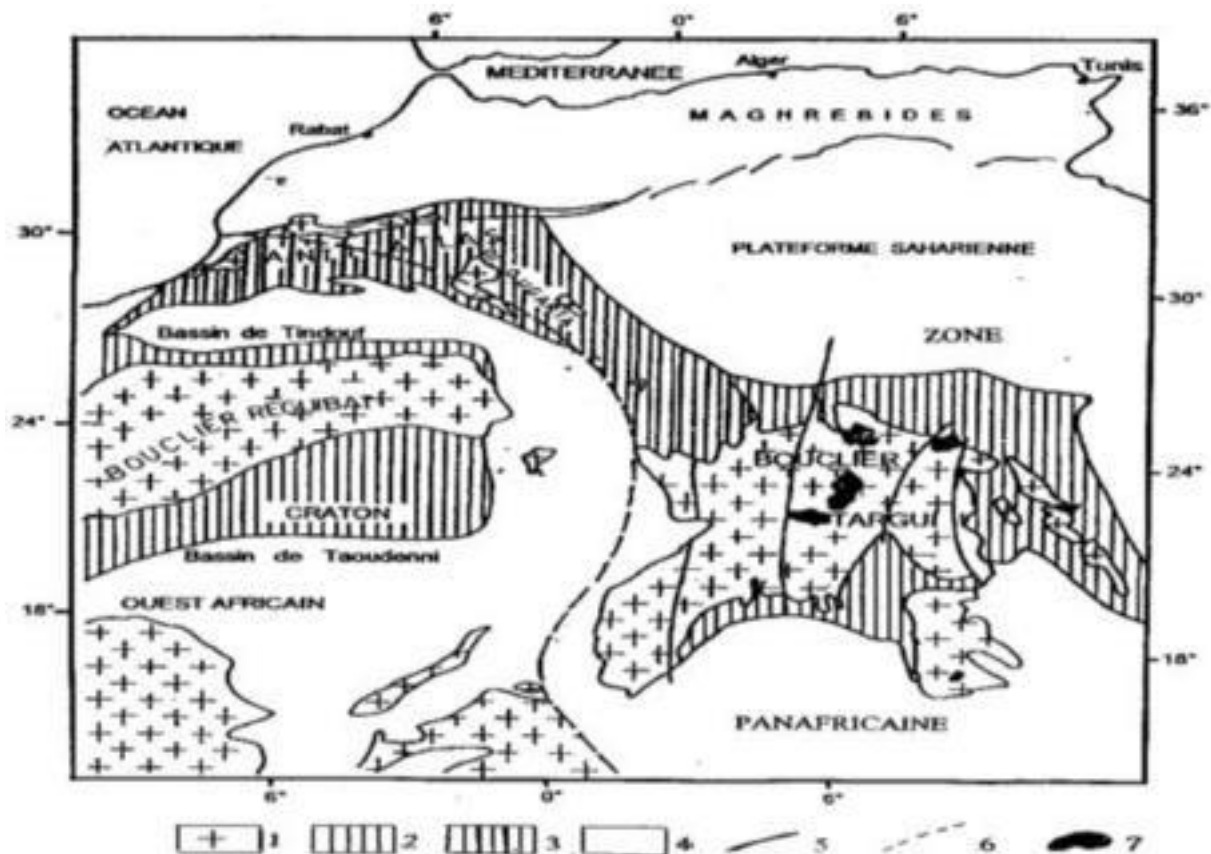 6° 0° 6°
MEDITERRANEE Alger Tunis
OCEAN
ATLANTIQUE
MAGHREBIDES
36°
Rabat
30°
PLATEFORME SAHARIENNE
30°
Bassin de Tindouf
ZONE
BOUCLIER REGUIBAT
24°
BOUCLIER
24°
CRATON
TARGUI
Bassin de Taoudenni
OUEST AFRICAIN
18°
18°
PANAFRICAINE
6° 0° 6°
1 2 3 4 5 6 7